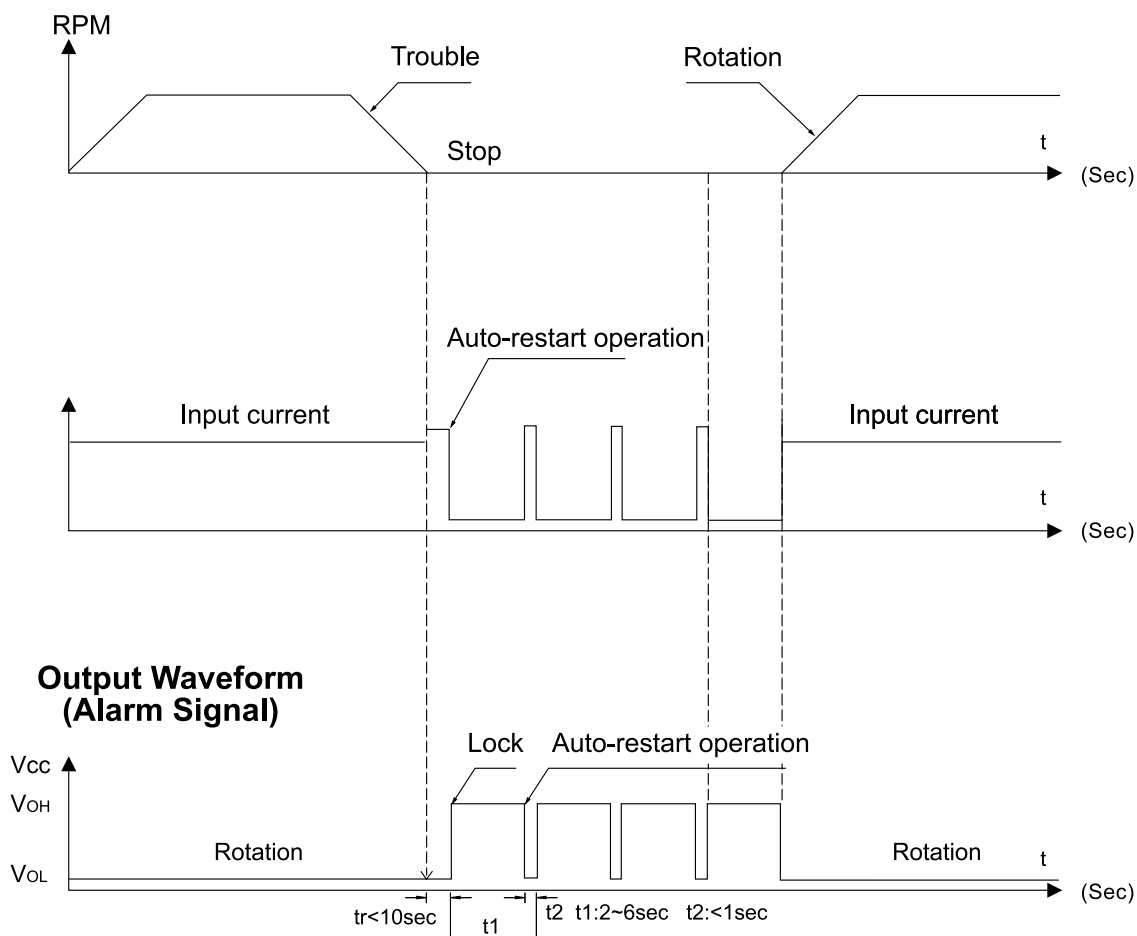 RPM
Trouble
Rotation
Stop
t
(Sec)
Auto-restart operation
Input current
Input current
t
(Sec)
Output Waveform
(Alarm Signal)
Lock
Auto-restart operation
Vcc
VOH
Rotation
Rotation
t
VOL
(Sec)
tr<10sec
t1
t2
t1:2~6sec
t2:<1sec